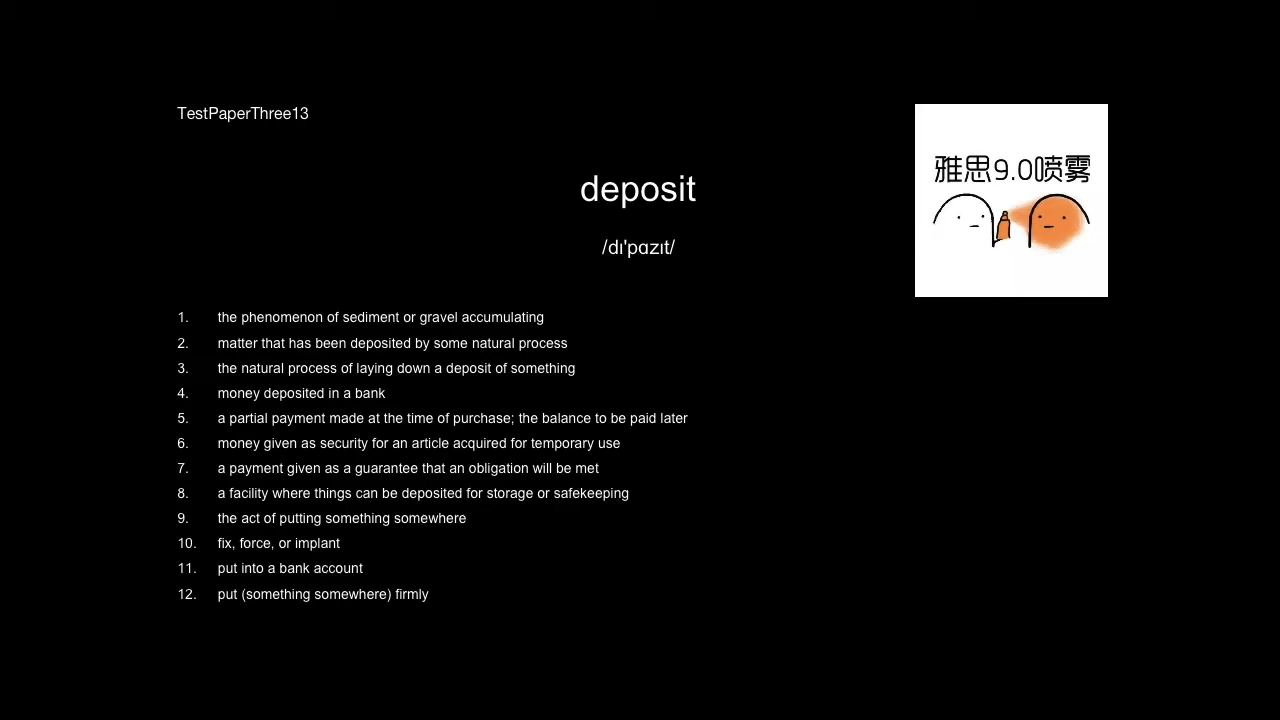 TestPaperThree13
雅思9.0喷雾
deposit
/dɪ'pɑzɪt/
1. the phenomenon of sediment or gravel accumulating
2. matter that has been deposited by some natural process
3. the natural process of laying down a deposit of something
4. money deposited in a bank
5. a partial payment made at the time of purchase; the balance to be paid later
6. money given as security for an article acquired for temporary use
7. a payment given as a guarantee that an obligation will be met
8. a facility where things can be deposited for storage or safekeeping
9. the act of putting something somewhere
10. fix, force, or implant
11. put into a bank account
12. put (something somewhere) firmly